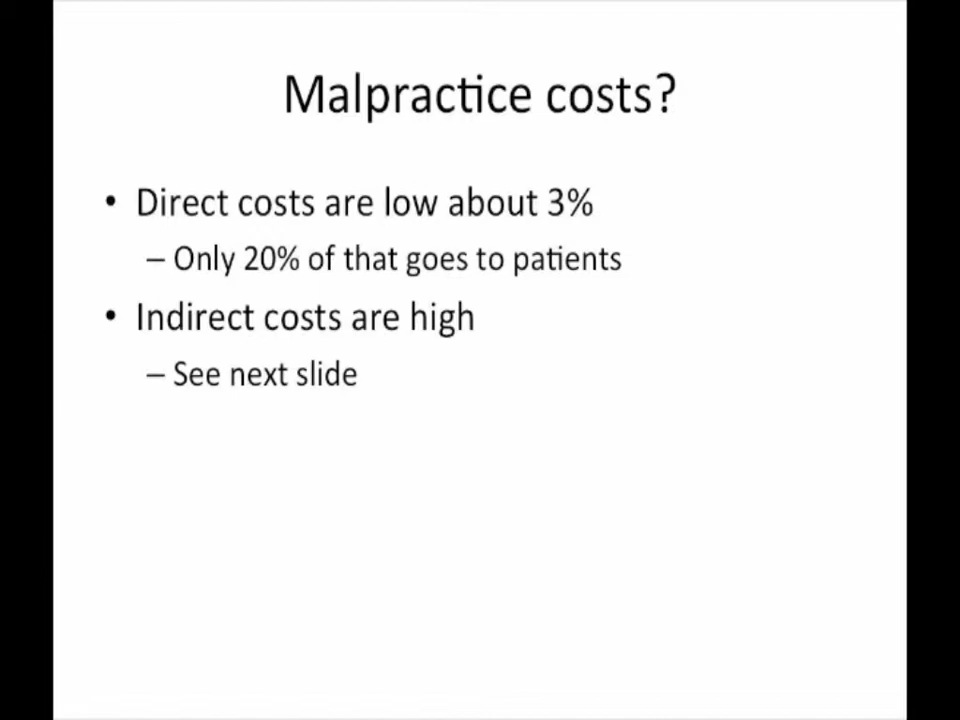 Malpractice costs?
• Direct costs are low about 3%
– Only 20% of that goes to patients
• Indirect costs are high
– See next slide